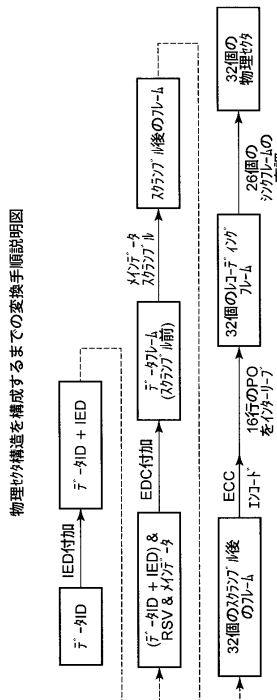 物理セクタ構造を構成するまでの変換手順説明図
データID
IED付加
データID + IED
(データID + IED) &
RSV & メインデータ
EDC付加
データフレーム
(スクランブル前)
メインデータ
スクランブル
スクランブル後のフレーム
32個のスクランブル後
のフレーム
ECC
エンコード
16行のPO
をインターリーブ
32個のレコーディング
フレーム
26個の
シンクフレームの
32個の
物理セクタ